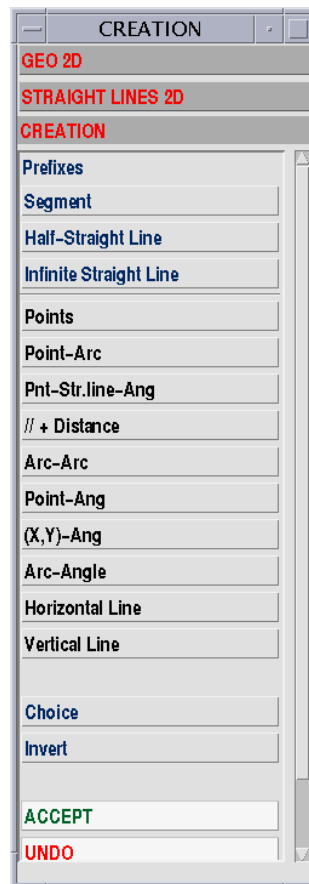 CREATION
GEO 2D
STRAIGHT LINES 2D
CREATION
Prefixes
Segment
Half-Straight Line
Infinite Straight Line
Points
Point-Arc
Pnt-Str.line-Ang
// + Distance
Arc-Arc
Point-Ang
(X,Y)-Ang
Arc-Angle
Horizontal Line
Vertical Line
Choice
Invert
ACCEPT
UNDO